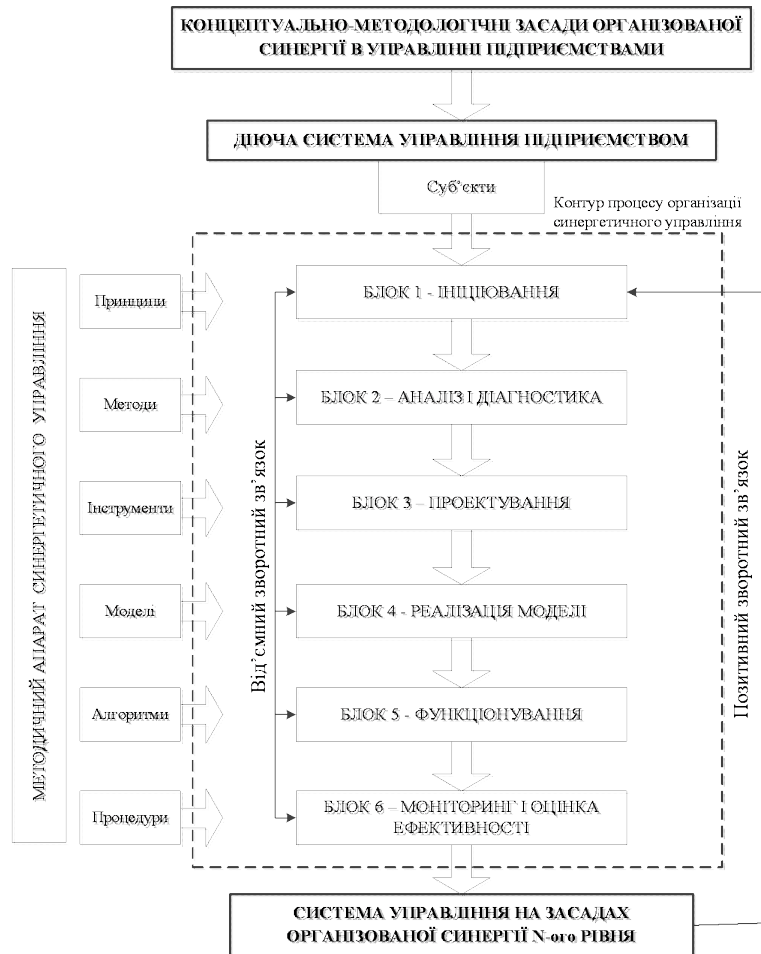 КОНЦЕПТУАЛЬНО-МЕТОДОЛОГІЧНІ ЗАСАДИ ОРГАНІЗОВАНОЇ
СИНЕРГІЇ В УПРАВЛІННІ ПІДПРИЄМСТВАМИ
ДІЮЧА СИСТЕМА УПРАВЛІННЯ ПІДПРИЄМСТВОМ
Суб’єкти
Контур процесу організації
синергетичного управління
МЕТОДИЧНИЙ АПАРАТ СИНЕРГЕТИЧНОГО УПРАВЛІННЯ
Принципи
Методи
Інструменти
Моделі
Алгоритми
Процедури
Від’ємний зворотний зв’язок
БЛОК 1 - ІНІЦІЮВАННЯ
БЛОК 2 – АНАЛІЗ І ДІАГНОСТИКА
БЛОК 3 – ПРОЕКТУВАННЯ
БЛОК 4 - РЕАЛІЗАЦІЯ МОДЕЛІ
БЛОК 5 - ФУНКЦІОНУВАННЯ
БЛОК 6 – МОНІТОРИНГ І ОЦІНКА
ЕФЕКТИВНОСТІ
Позитивний зворотний зв’язок
СИСТЕМА УПРАВЛІННЯ НА ЗАСАДАХ
ОРГАНІЗОВАНОЇ СИНЕРГІЇ N-ого РІВНЯ